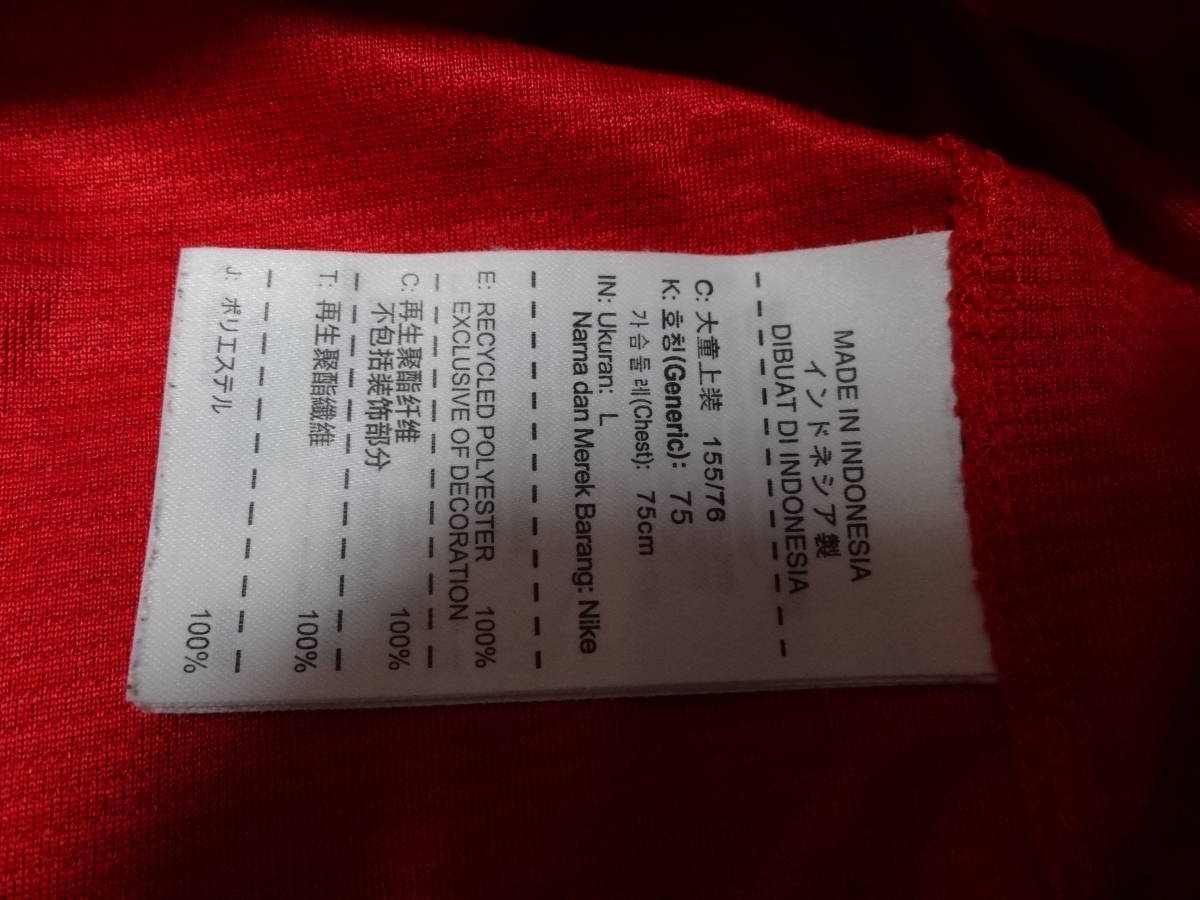 MADE IN INDONESIA
インドネシア製
DIBUAT DI INDONESIA
C: 大童上装 155/76
K: 호칭(Generic): 75
가슴둘레(Chest): 75cm
IN: Ukuran: L
Nama dan Merek Barang: Nike
E: RECYCLED POLYESTER 100%
EXCLUSIVE OF DECORATION
C: 再生聚酯纤维 100%
不包括装饰部分
T: 再生聚酯纖維 100%
J: ポリエステル 100%